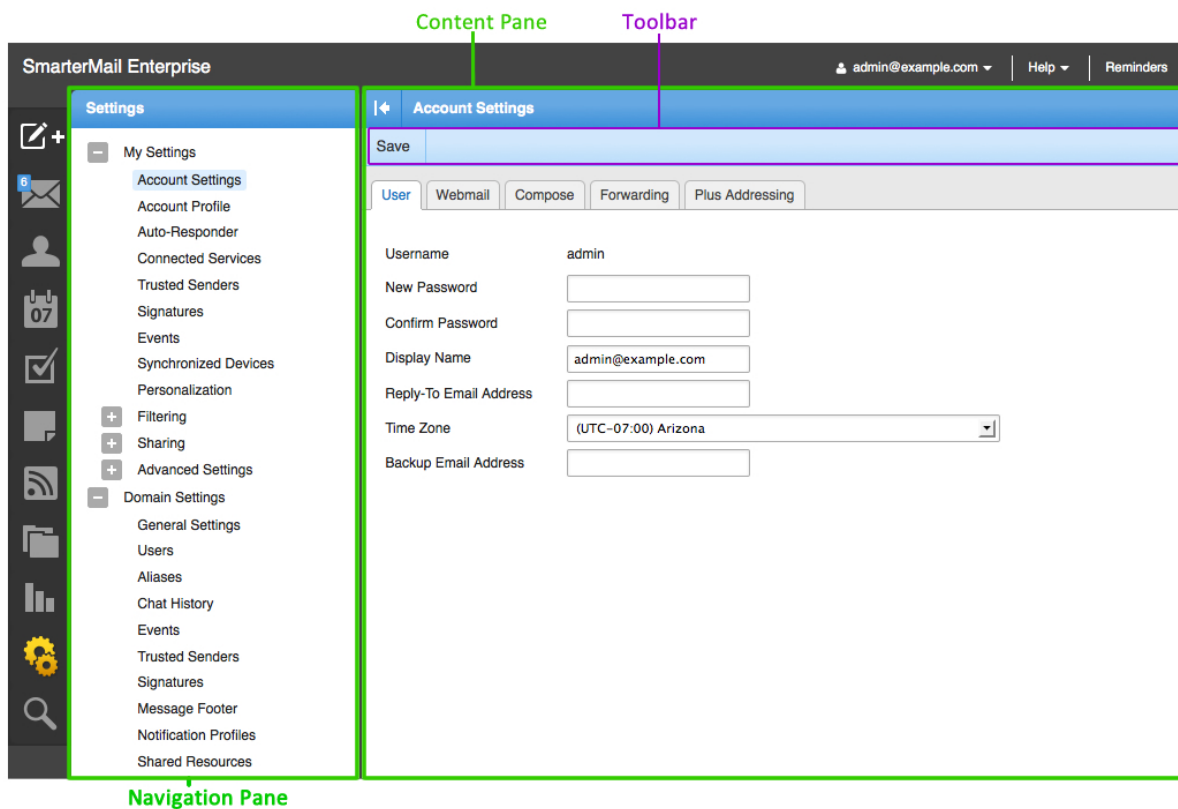 Content Pane Toolbar
SmarterMail Enterprise admin@example.com Help Reminders
Settings
Account Settings
6
07
My Settings
Account Settings
Account Profile
Auto-Responder
Connected Services
Trusted Senders
Signatures
Events
Synchronized Devices
Personalization
Filtering
Sharing
Advanced Settings
Domain Settings
General Settings
Users
Aliases
Chat History
Events
Trusted Senders
Signatures
Message Footer
Notification Profiles
Shared Resources
Save
User Webmail Compose Forwarding Plus Addressing
Username admin
New Password
Confirm Password
Display Name admin@example.com
Reply-To Email Address
Time Zone (UTC-07:00) Arizona
Backup Email Address
Navigation Pane